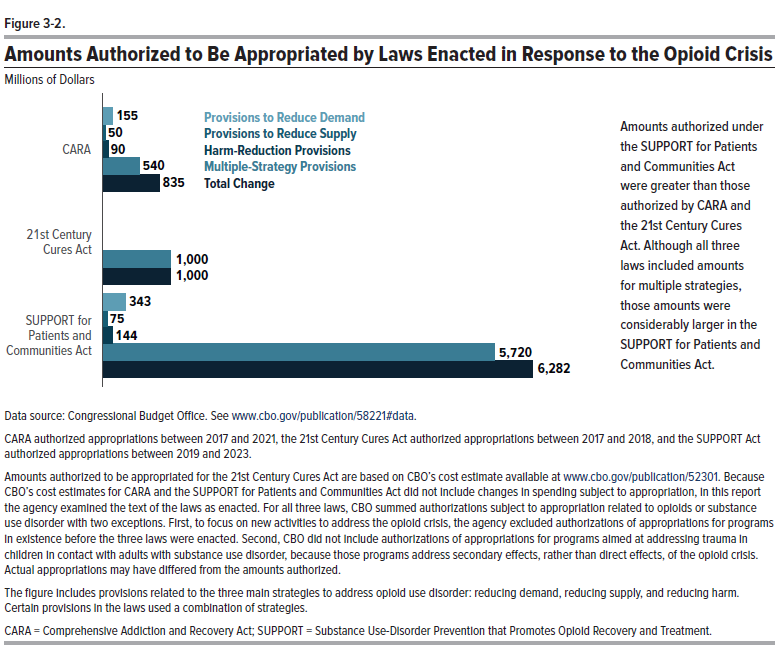 Figure 3-2.
Amounts Authorized to Be Appropriated by Laws Enacted in Response to the Opioid Crisis
Millions of Dollars
CARA
155
50
90
540
835
Provisions to Reduce Demand
Provisions to Reduce Supply
Harm-Reduction Provisions
Multiple-Strategy Provisions
Total Change
21st Century
Cures Act
1,000
1,000
SUPPORT for
Patients and
Communities Act
343
75
144
5,720
6,282
Amounts authorized under
the SUPPORT for Patients
and Communities Act
were greater than those
authorized by CARA and
the 21st Century Cures
Act. Although all three
laws included amounts
for multiple strategies,
those amounts were
considerably larger in the
SUPPORT for Patients and
Communities Act.
Data source: Congressional Budget Office. See www.cbo.gov/publication/58221#data.
CARA authorized appropriations between 2017 and 2021, the 21st Century Cures Act authorized appropriations between 2017 and 2018, and the SUPPORT Act
authorized appropriations between 2019 and 2023.
Amounts authorized to be appropriated for the 21st Century Cures Act are based on CBO's cost estimate available at www.cbo.gov/publication/52301. Because
CBO's cost estimates for CARA and the SUPPORT for Patients and Communities Act did not include changes in spending subject to appropriation, in this report
the agency examined the text of the laws as enacted. For all three laws, CBO summed authorizations subject to appropriation related to opioids or substance
use disorder with two exceptions. First, to focus on new activities to address the opioid crisis, the agency excluded authorizations of appropriations for programs
in existence before the three laws were enacted. Second, CBO did not include authorizations of appropriations for programs aimed at addressing trauma in
children in contact with adults with substance use disorder, because those programs address secondary effects, rather than direct effects, of the opioid crisis.
Actual appropriations may have differed from the amounts authorized.
The figure includes provisions related to the three main strategies to address opioid use disorder: reducing demand, reducing supply, and reducing harm.
Certain provisions in the laws used a combination of strategies.
CARA = Comprehensive Addiction and Recovery Act; SUPPORT = Substance Use-Disorder Prevention that Promotes Opioid Recovery and Treatment.